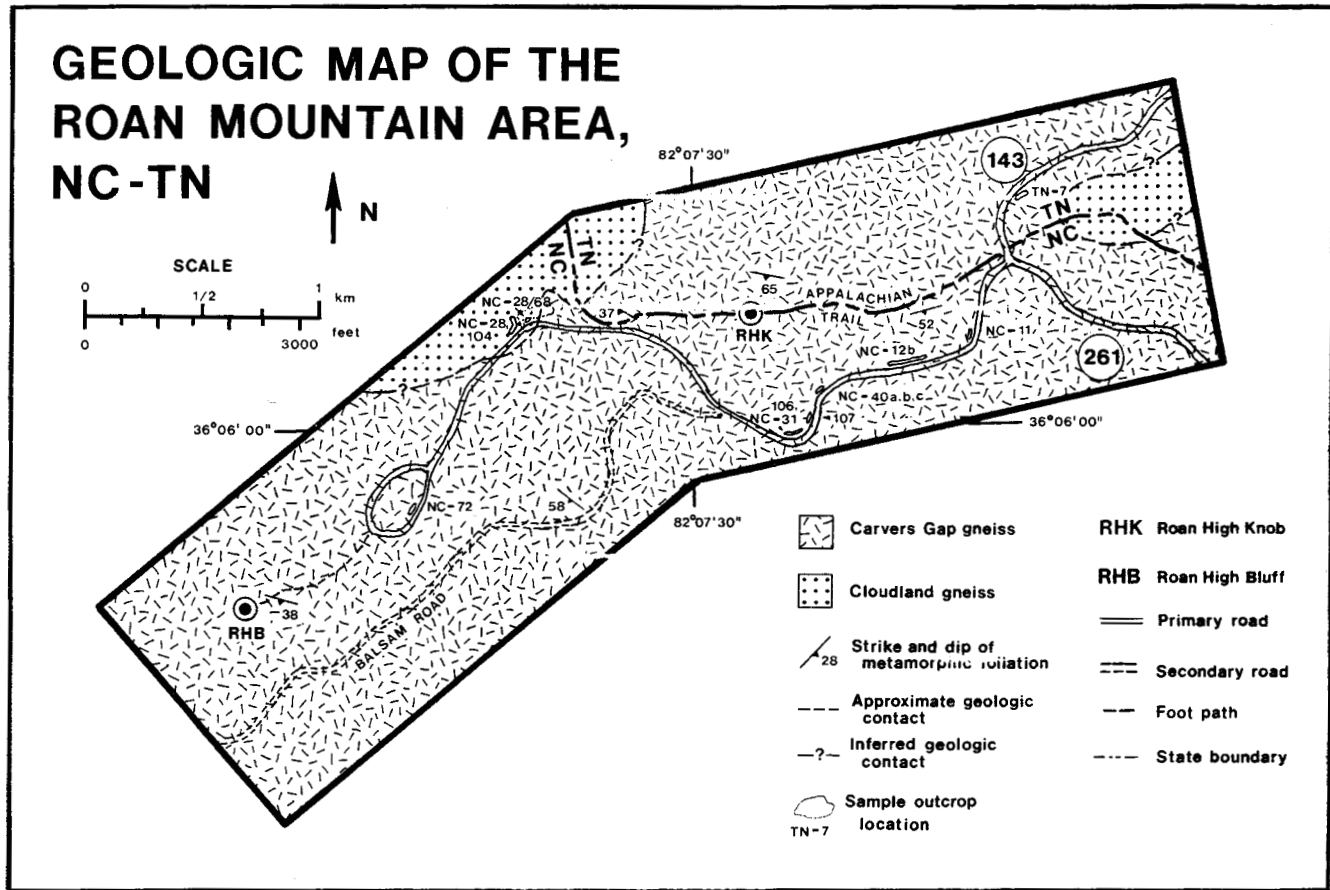 GEOLOGIC MAP OF THE
ROAN MOUNTAIN AREA,
NC-TN
N
SCALE
0
1/2
1
km
feet
0
3000
82°07'30"
143
TN-7
TN
NC
?
?
TN
NC
?
NC-28/68
NC-28,
104
37
65
APPALACHIAN
TRAIL
RHK
52
NC-11
NC-12b
261
NC-40a.b.c.
106.
NC-31
107
?
36°06'00"
36°06'00"
NC-72
58
82°07'30"
38
RHB
BALSAM ROAD
Carvers Gap gneiss
Cloudland gneiss
28
Strike and dip of
metamorphic foliation
Approximate geologic
contact
?
Inferred geologic
contact
TN-7
Sample outcrop
location
RHK Roan High Knob
RHB Roan High Bluff
Primary road
Secondary road
Foot path
State boundary